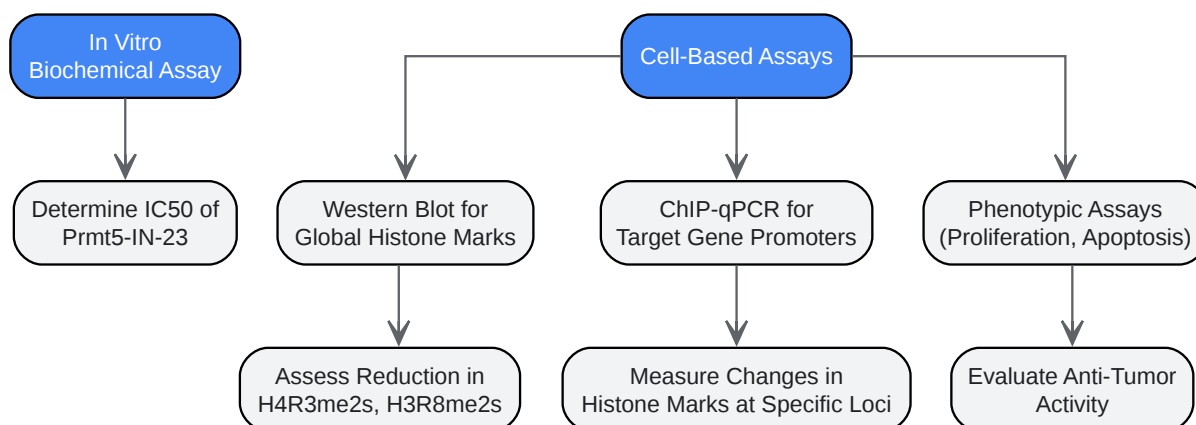 In Vitro
Biochemical Assay
Cell-Based Assays
Determine IC50 of
Prmt5-IN-23
Western Blot for
Global Histone Marks
ChIP-qPCR for
Target Gene Promoters
Phenotypic Assays
(Proliferation, Apoptosis)
Assess Reduction in
H4R3me2s, H3R8me2s
Measure Changes in
Histone Marks at Specific Loci
Evaluate Anti-Tumor
Activity